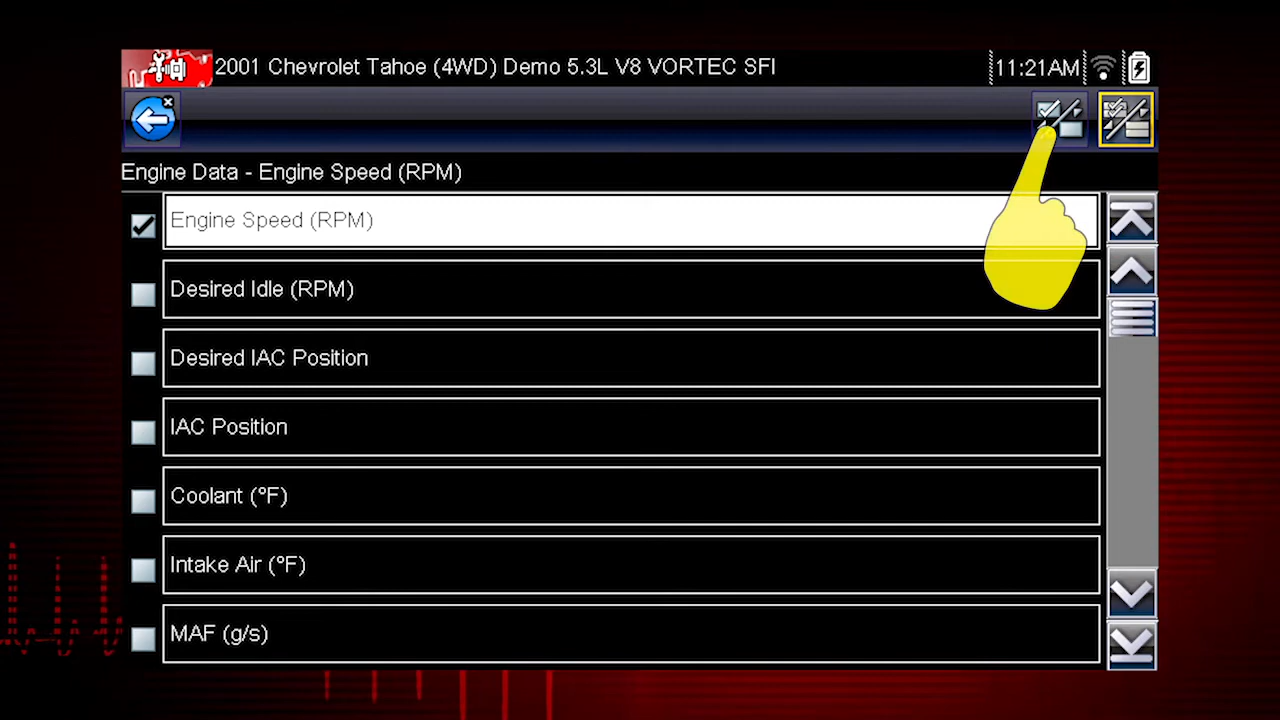 2001 Chevrolet Tahoe (4WD) Demo 5.3L V8 VORTEC SFI 11:21AM
Engine Data - Engine Speed (RPM)
Engine Speed (RPM)
Desired Idle (RPM)
Desired IAC Position
IAC Position
Coolant (°F)
Intake Air (°F)
MAF (g/s)